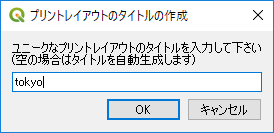 プリントレイアウトのタイトルの作成
ユニークなプリントレイアウトのタイトルを入力して下さい
(空の場合はタイトルを自動生成します)
tokyo
OK キャンセル